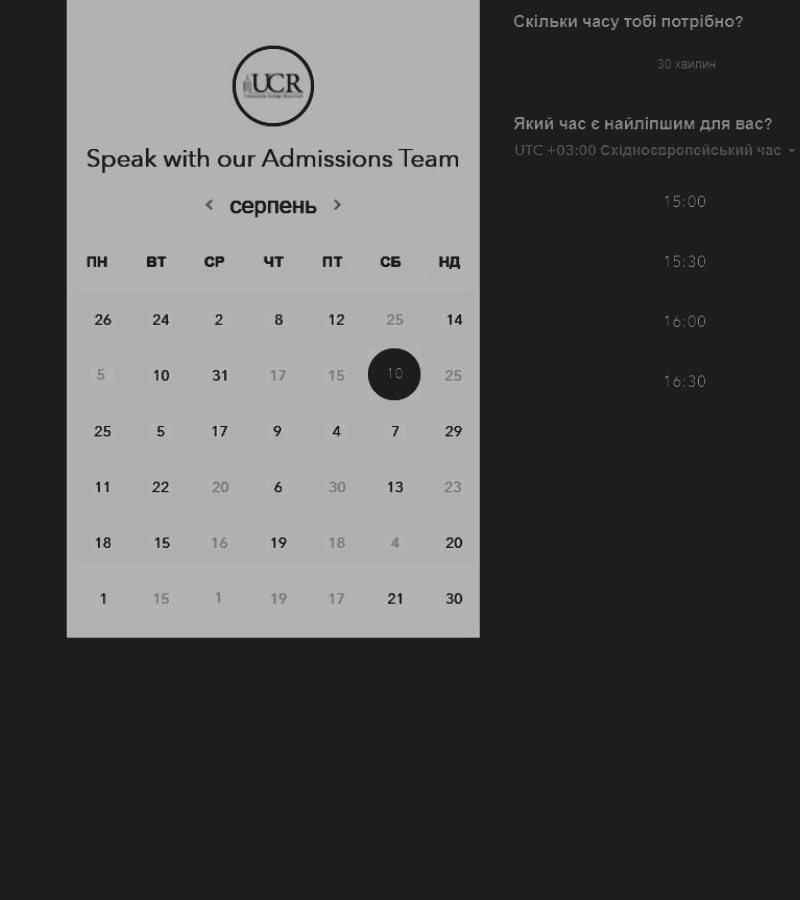 UCR
Speak with our Admissions Team
< серпень >
ПН ВТ СР ЧТ ПТ СБ НД
26 24 2 8 12 25 14
5 10 31 17 15 10 25
25 5 17 9 4 7 29
11 22 20 6 30 13 23
18 15 16 19 18 4 20
1 15 1 19 17 21 30
Скільки часу тобі потрібно?
30 хвилин
Який час є найліпшим для вас?
UTC +03:00 Східноєвропейський час
15:00
15:30
16:00
16:30